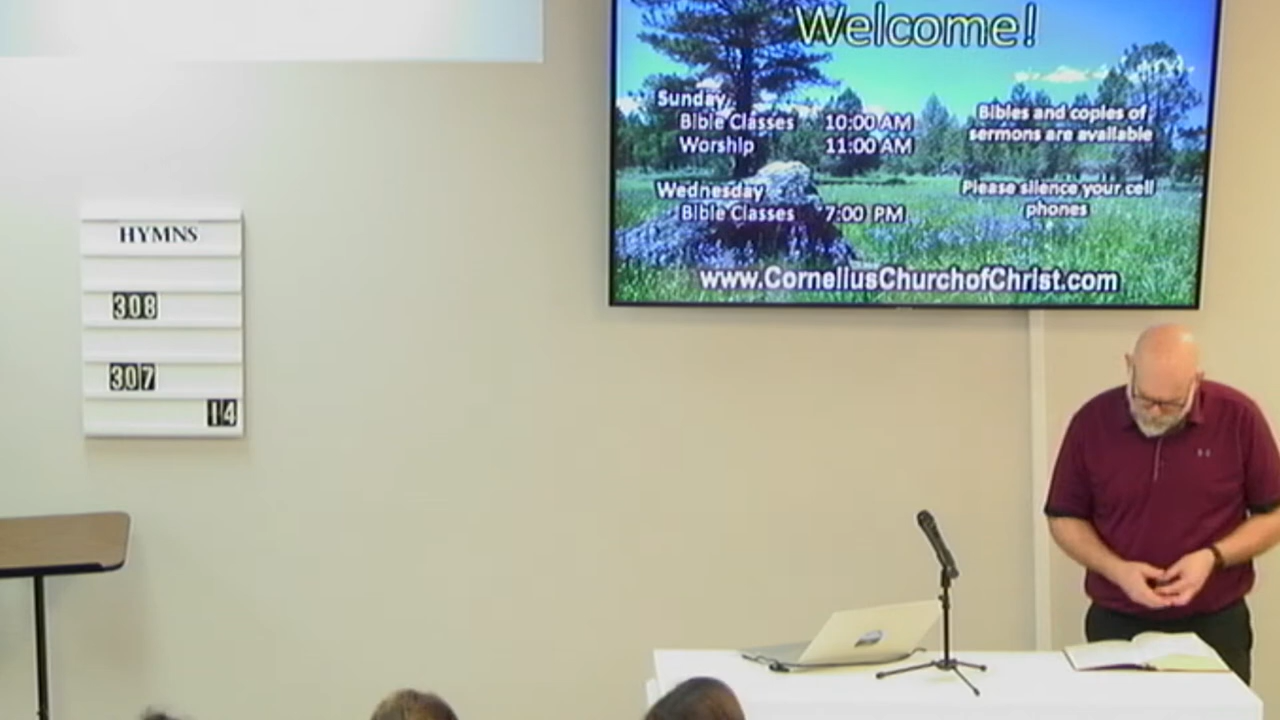 Welcome!
Sunday
Bible Classes 10:00 AM
Worship 11:00 AM
Wednesday
Bible Classes 7:00 PM
Bibles and copies of
sermons are available
Please silence your cell
phones
www.CorneliusChurchofChrist.com
HYMNS
308
307
14